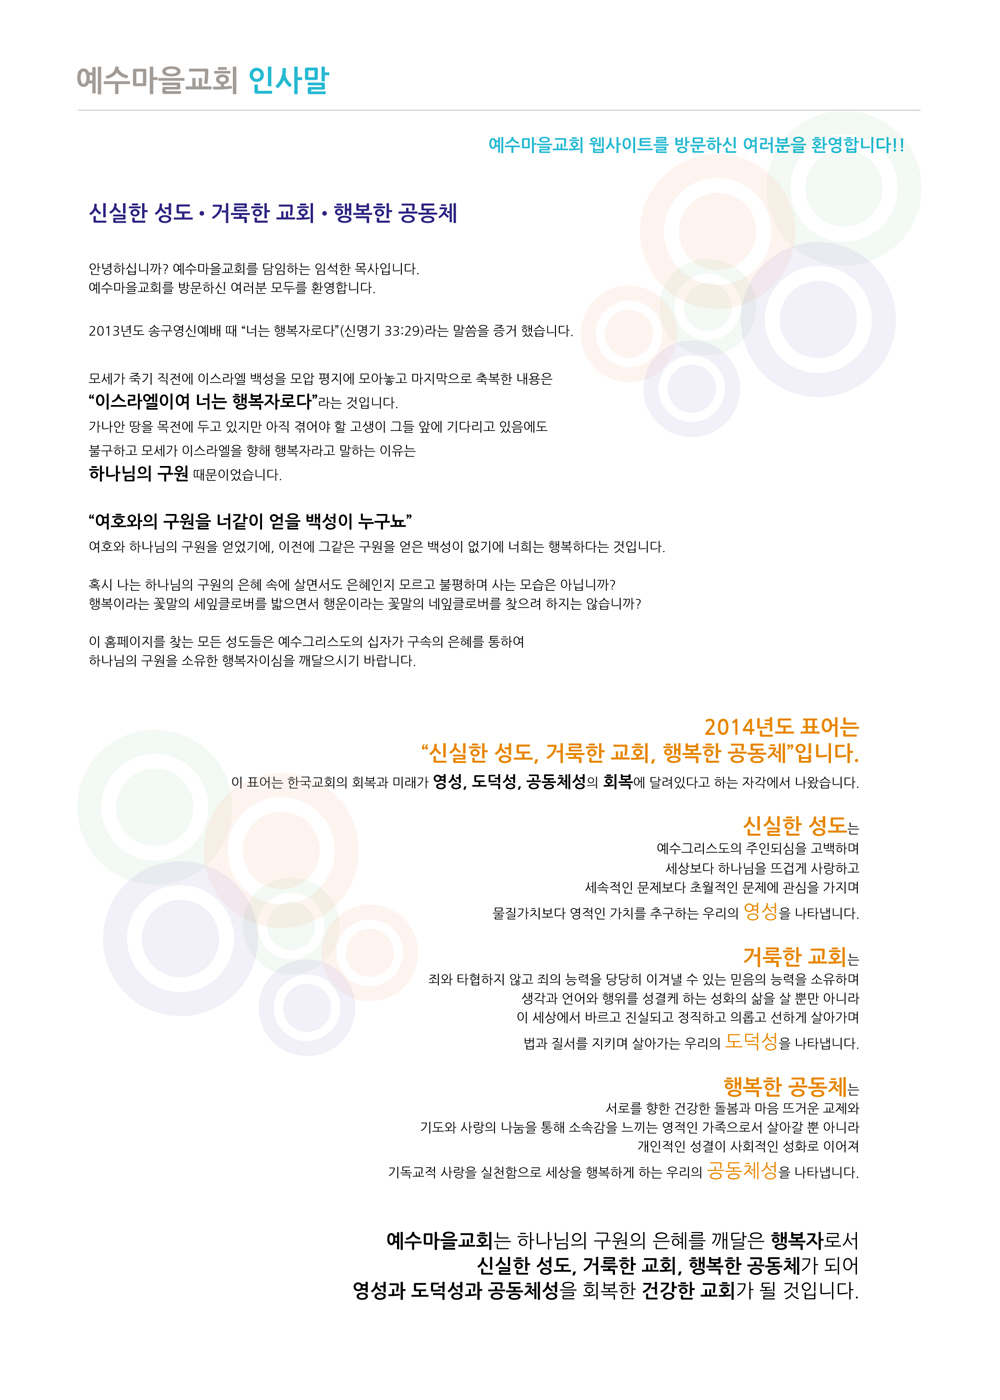 예수마을교회 인사말
예수마을교회 웹사이트를 방문하신 여러분을 환영합니다!!
신실한 성도 • 거룩한 교회 • 행복한 공동체
안녕하십니까? 예수마을교회를 담임하는 임석한 목사입니다.
예수마을교회를 방문하신 여러분 모두를 환영합니다.
2013년도 송구영신예배 때 “너는 행복자로다”(신명기 33:29)라는 말씀을 증거 했습니다.
모세가 죽기 직전에 이스라엘 백성을 모압 평지에 모아놓고 마지막으로 축복한 내용은
“이스라엘이여 너는 행복자로다”라는 것입니다.
가나안 땅을 목전에 두고 있지만 아직 겪어야 할 고생이 그들 앞에 기다리고 있음에도
불구하고 모세가 이스라엘을 향해 행복자라고 말하는 이유는
하나님의 구원 때문이었습니다.
“여호와의 구원을 너같이 얻을 백성이 누구뇨”
여호와 하나님의 구원을 얻었기에, 이전에 그같은 구원을 얻은 백성이 없기에 너희는 행복하다는 것입니다.
혹시 나는 하나님의 구원의 은혜 속에 살면서도 은혜인지 모르고 불평하며 사는 모습은 아닙니까?
행복이라는 꽃말의 세잎클로버를 밟으면서 행운이라는 꽃말의 네잎클로버를 찾으려 하지는 않습니까?
이 홈페이지를 찾는 모든 성도들은 예수그리스도의 십자가 구속의 은혜를 통하여
하나님의 구원을 소유한 행복자이심을 깨달으시기 바랍니다.
2014년도 표어는
“신실한 성도, 거룩한 교회, 행복한 공동체”입니다.
이 표어는 한국교회의 회복과 미래가 영성, 도덕성, 공동체성의 회복에 달려있다고 하는 자각에서 나왔습니다.
신실한 성도는
예수그리스도의 주인되심을 고백하며
세상보다 하나님을 뜨겁게 사랑하고
세속적인 문제보다 초월적인 문제에 관심을 가지며
물질가치보다 영적인 가치를 추구하는 우리의 영성을 나타냅니다.
거룩한 교회는
죄와 타협하지 않고 죄의 능력을 당당히 이겨낼 수 있는 믿음의 능력을 소유하며
생각과 언어와 행위를 성결케 하는 성화의 삶을 살 뿐만 아니라
이 세상에서 바르고 진실되고 정직하고 의롭고 선하게 살아가며
법과 질서를 지키며 살아가는 우리의 도덕성을 나타냅니다.
행복한 공동체는
서로를 향한 건강한 돌봄과 마음 뜨거운 교제와
기도와 사랑의 나눔을 통해 소속감을 느끼는 영적인 가족으로서 살아갈 뿐 아니라
개인적인 성결이 사회적인 성화로 이어져
기독교적 사랑을 실천함으로 세상을 행복하게 하는 우리의 공동체성을 나타냅니다.
예수마을교회는 하나님의 구원의 은혜를 깨달은 행복자로서
신실한 성도, 거룩한 교회, 행복한 공동체가 되어
영성과 도덕성과 공동체성을 회복한 건강한 교회가 될 것입니다.